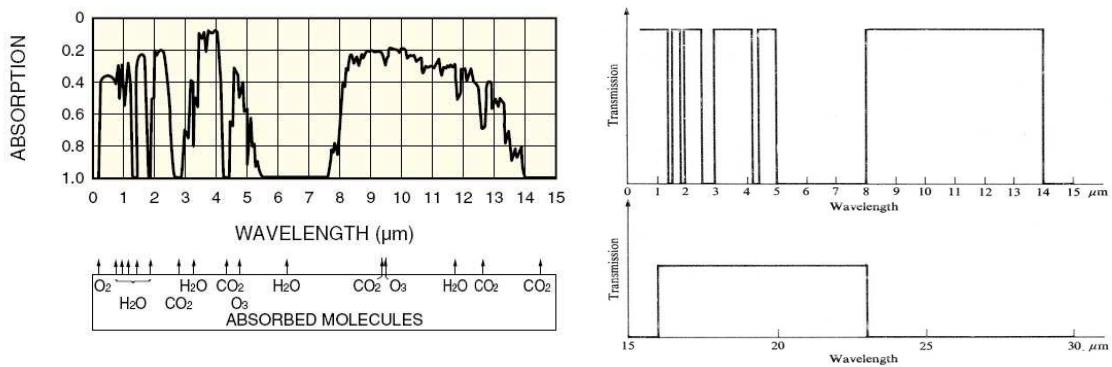 ABSORPTION
0
0.2
0.4
0.6
0.8
1.0
0 1 2 3 4 5 6 7 8 9 10 11 12 13 14 15
WAVELENGTH (µm)
O2 H2O CO2 H2O CO2 O3 H2O CO2 O3 H2O CO2 CO2
ABSORBED MOLECULES
Transmission
0 1 2 3 4 5 6 7 8 9 10 11 12 13 14 15 µm
Wavelength
Transmission
15 20 25 30. µm
Wavelength